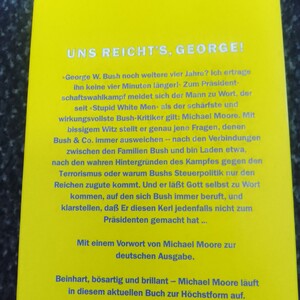 UNS REICHT'S, GEORGE!
»George W. Bush noch weitere vier Jahre? Ich ertrage
ihn keine vier Minuten länger!« Zum Präsident-
schaftswahlkampf meldet sich der Mann zu Wort, der
seit »Stupid White Men« als der schärfste und
wirkungsvollste Bush-Kritiker gilt: Michael Moore. Mit
bissigem Witz stellt er genau jene Fragen, denen
Bush & Co. immer ausweichen – nach den Verbindungen
zwischen den Familien Bush und bin Laden etwa,
nach den wahren Hintergründen des Kampfes gegen den
Terrorismus oder warum Bushs Steuerpolitik nur den
Reichen zugute kommt. Und er läßt Gott selbst zu Wort
kommen, auf den sich Bush immer beruft, und
klarstellen, daß Er diesen Kerl jedenfalls nicht zum
Präsidenten gemacht hat ...
Mit einem Vorwort von Michael Moore zur
deutschen Ausgabe.
Beinhart, bösartig und brillant – Michael Moore läuft
in diesem aktuellen Buch zur Höchstform auf.